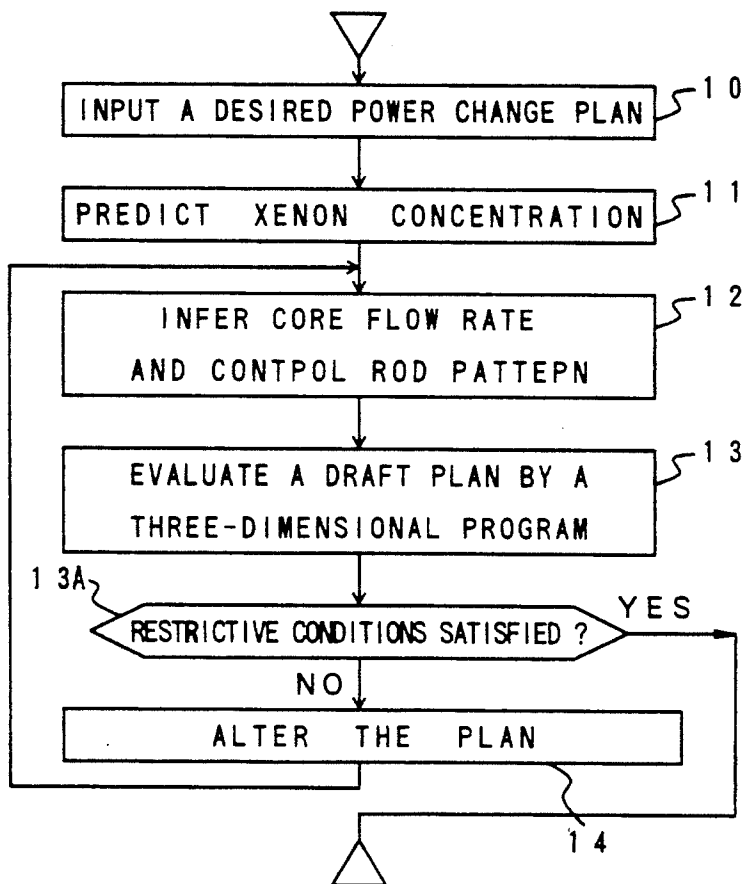 INPUT A DESIRED POWER CHANGE PLAN
10
PREDICT XENON CONCENTRATION
11
INFER CORE FLOW RATE
AND CONTPOL ROD PATTEPN
12
EVALUATE A DRAFT PLAN BY A
THREE-DIMENSIONAL PROGRAM
13
13A
RESTRICTIVE CONDITIONS SATISFIED ?
YES
NO
ALTER THE PLAN
14